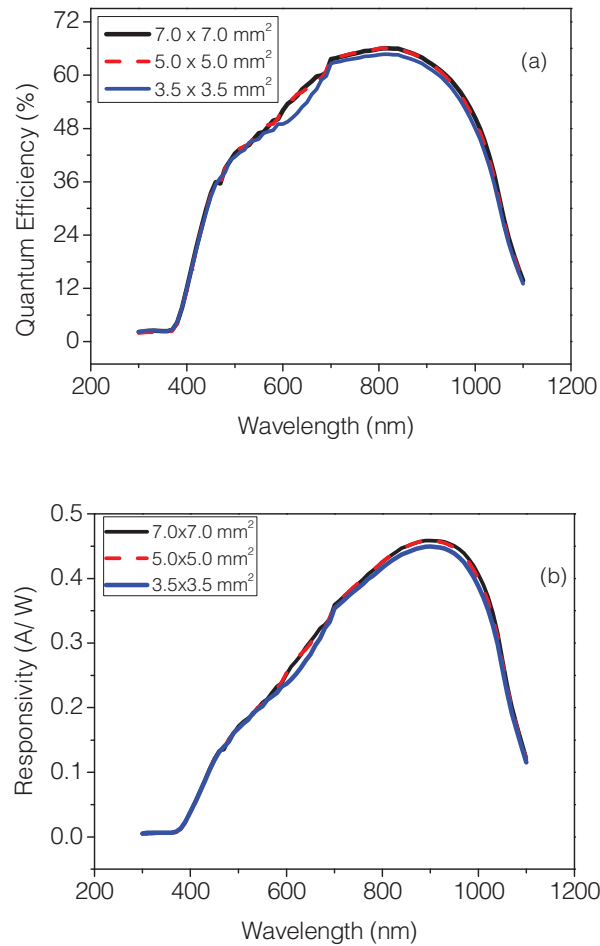 72
60
48
36
24
12
0
Quantum Efficiency (%)
7.0 x 7.0 mm²
5.0 x 5.0 mm²
3.5 x 3.5 mm²
(a)
200 400 600 800 1000 1200
Wavelength (nm)
0.5
0.4
0.3
0.2
0.1
0.0
Responsivity (A/ W)
7.0x7.0 mm²
5.0x5.0 mm²
3.5x3.5 mm²
(b)
200 400 600 800 1000 1200
Wavelength (nm)